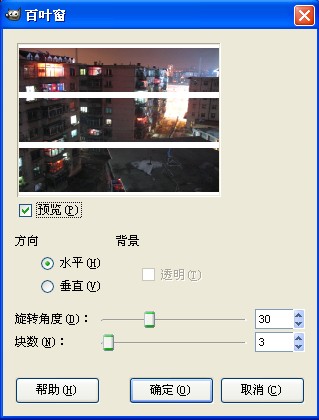 百叶窗
预览(P)
方向
背景
水平(H)
透明(T)
垂直(V)
旋转角度(D)： 30
块数(N)： 3
帮助(H) 确定(O) 取消(C)